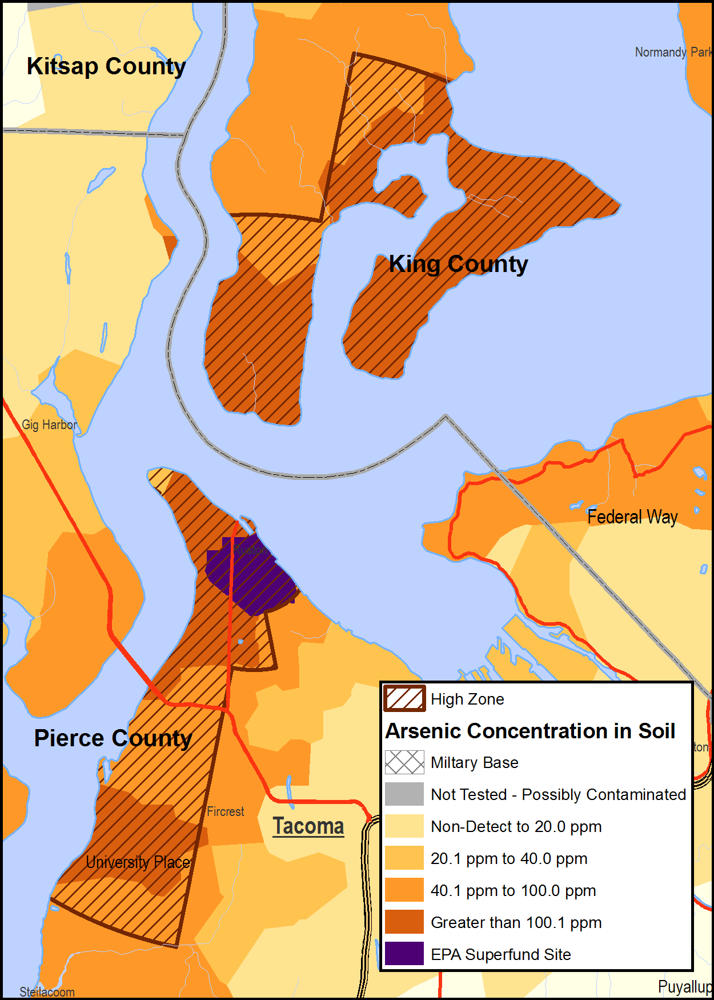 Normandy Park
Kitsap County
King County
Gig Harbor
Federal Way
Ruston
Pierce County
Fircrest
Tacoma
University Place
Steilacoom
High Zone
Arsenic Concentration in Soil
Miltary Base
Not Tested - Possibly Contaminated
Non-Detect to 20.0 ppm
20.1 ppm to 40.0 ppm
40.1 ppm to 100.0 ppm
Greater than 100.1 ppm
EPA Superfund Site
ton
Puyallup